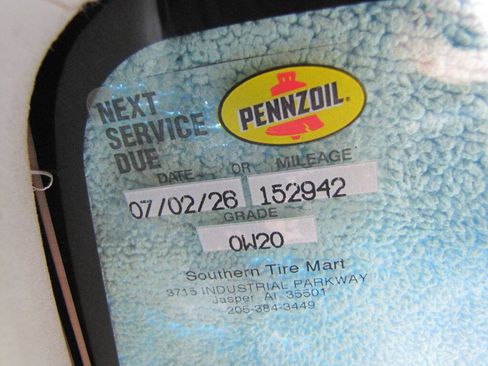 NEXT
SERVICE
DUE
PENNZOIL®
DATE OR MILEAGE
07/02/26 152942
GRADE
0W20
Southern Tire Mart
3715 INDUSTRIAL PARKWAY
Jasper Al 35501
205-384-3449